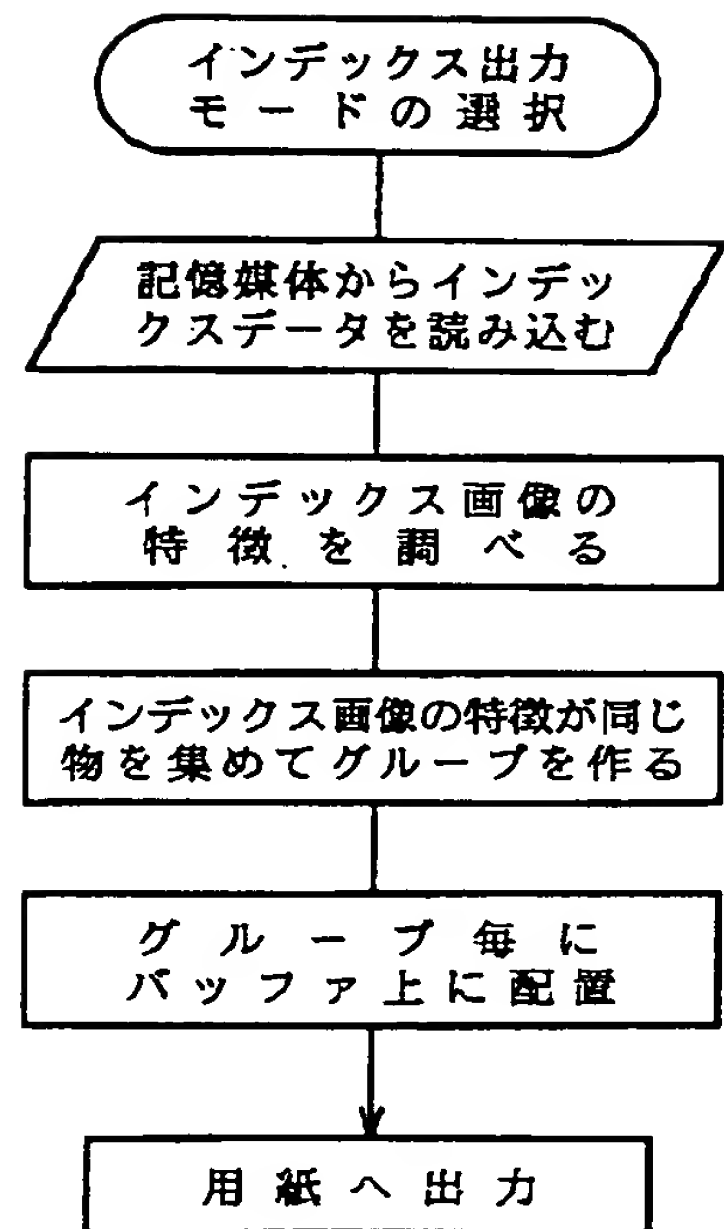 インデックス出力
モードの選択
記憶媒体からインデッ
クスデータを読み込む
インデックス画像の
特徴を調べる
インデックス画像の特徴が同じ
物を集めてグループを作る
グループ毎に
バッファ上に配置
用紙へ出力